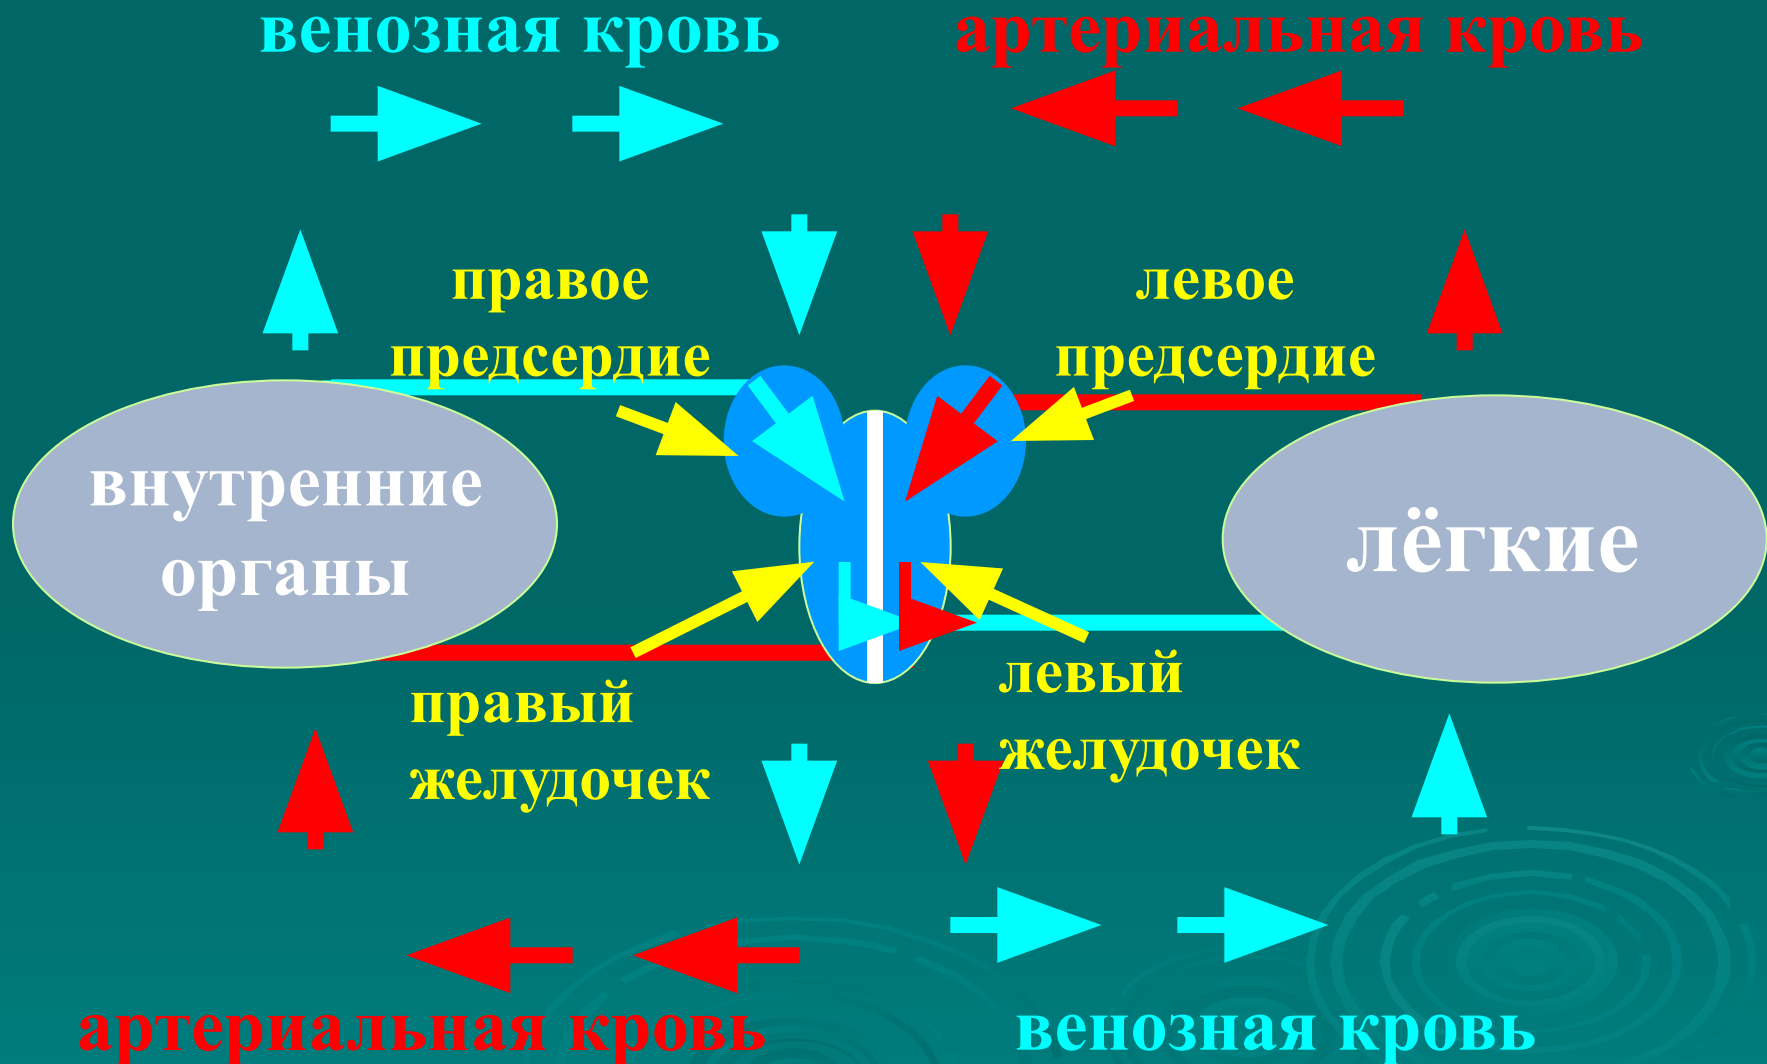 венозная кровь
артериальная кровь
правое
предсердие
левое
предсердие
внутренние
органы
лёгкие
правый
желудочек
левый
желудочек
артериальная кровь
венозная кровь